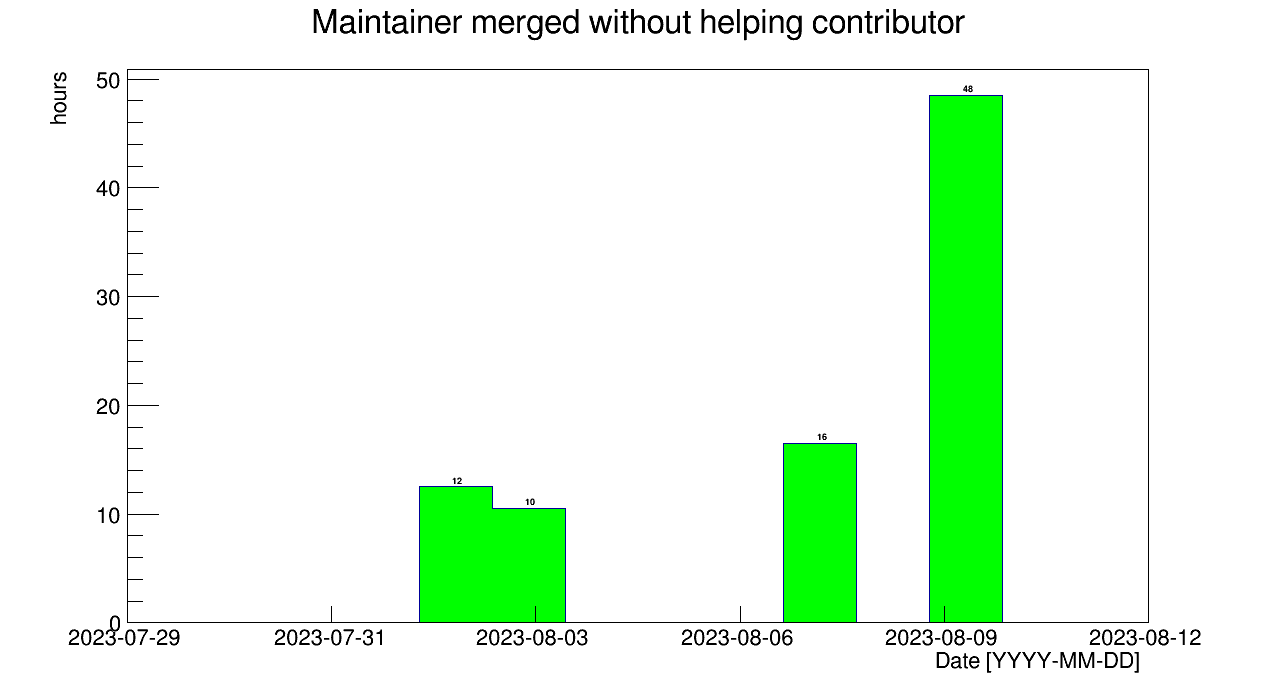 Maintainer merged without helping contributor
hours
50
40
30
20
10
0
48
16
12
10
2023-07-29 2023-07-31 2023-08-03 2023-08-06 2023-08-09 2023-08-12
Date [YYYY-MM-DD]